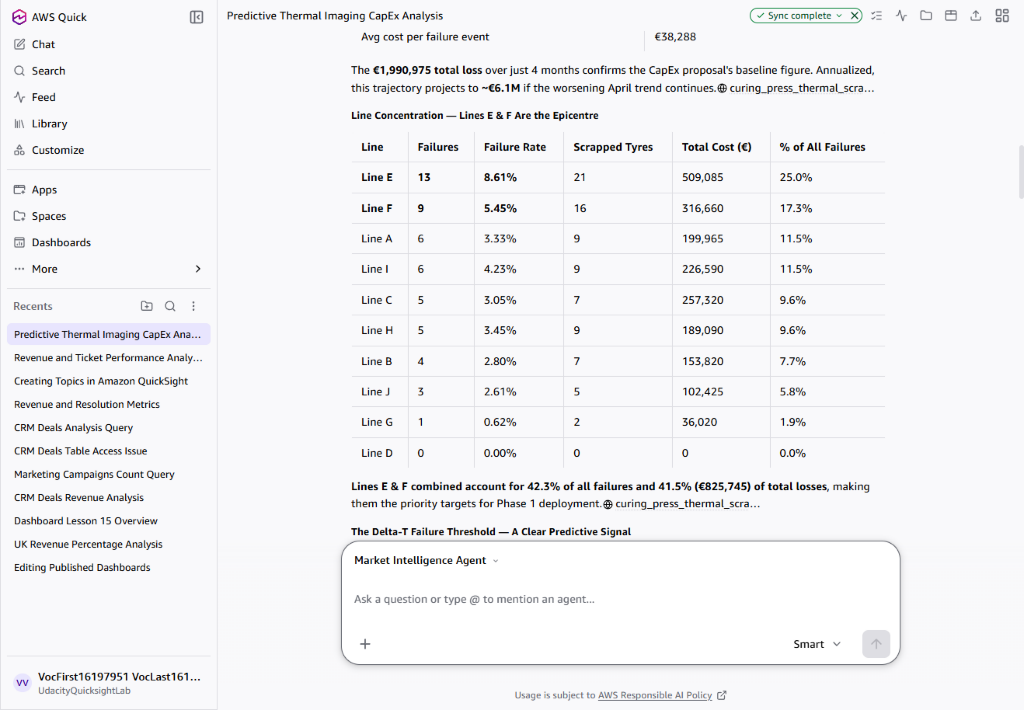 AWS Quick
Chat
Search
Feed
Library
Customize
Apps
Spaces
Dashboards
More
Recents
Predictive Thermal Imaging CapEx Ana...
Revenue and Ticket Performance Analy...
Creating Topics in Amazon QuickSight
Revenue and Resolution Metrics
CRM Deals Analysis Query
CRM Deals Table Access Issue
Marketing Campaigns Count Query
CRM Deals Revenue Analysis
Dashboard Lesson 15 Overview
UK Revenue Percentage Analysis
Editing Published Dashboards
VV
VocFirst16197951 VocLast161...
UdacityQuicksightLab
Predictive Thermal Imaging CapEx Analysis
Sync complete
Avg cost per failure event €38,288
The €1,990,975 total loss over just 4 months confirms the CapEx proposal's baseline figure. Annualized,
this trajectory projects to ~€6.1M if the worsening April trend continues. curing_press_thermal_scra...
Line Concentration — Lines E & F Are the Epicentre
Line Failures Failure Rate Scrapped Tyres Total Cost (€) % of All Failures
Line E 13 8.61% 21 509,085 25.0%
Line F 9 5.45% 16 316,660 17.3%
Line A 6 3.33% 9 199,965 11.5%
Line I 6 4.23% 9 226,590 11.5%
Line C 5 3.05% 7 257,320 9.6%
Line H 5 3.45% 9 189,090 9.6%
Line B 4 2.80% 7 153,820 7.7%
Line J 3 2.61% 5 102,425 5.8%
Line G 1 0.62% 2 36,020 1.9%
Line D 0 0.00% 0 0 0.0%
Lines E & F combined account for 42.3% of all failures and 41.5% (€825,745) of total losses, making
them the priority targets for Phase 1 deployment. curing_press_thermal_scra...
The Delta-T Failure Threshold — A Clear Predictive Signal
Market Intelligence Agent
Ask a question or type @ to mention an agent...
Smart
Usage is subject to AWS Responsible AI Policy